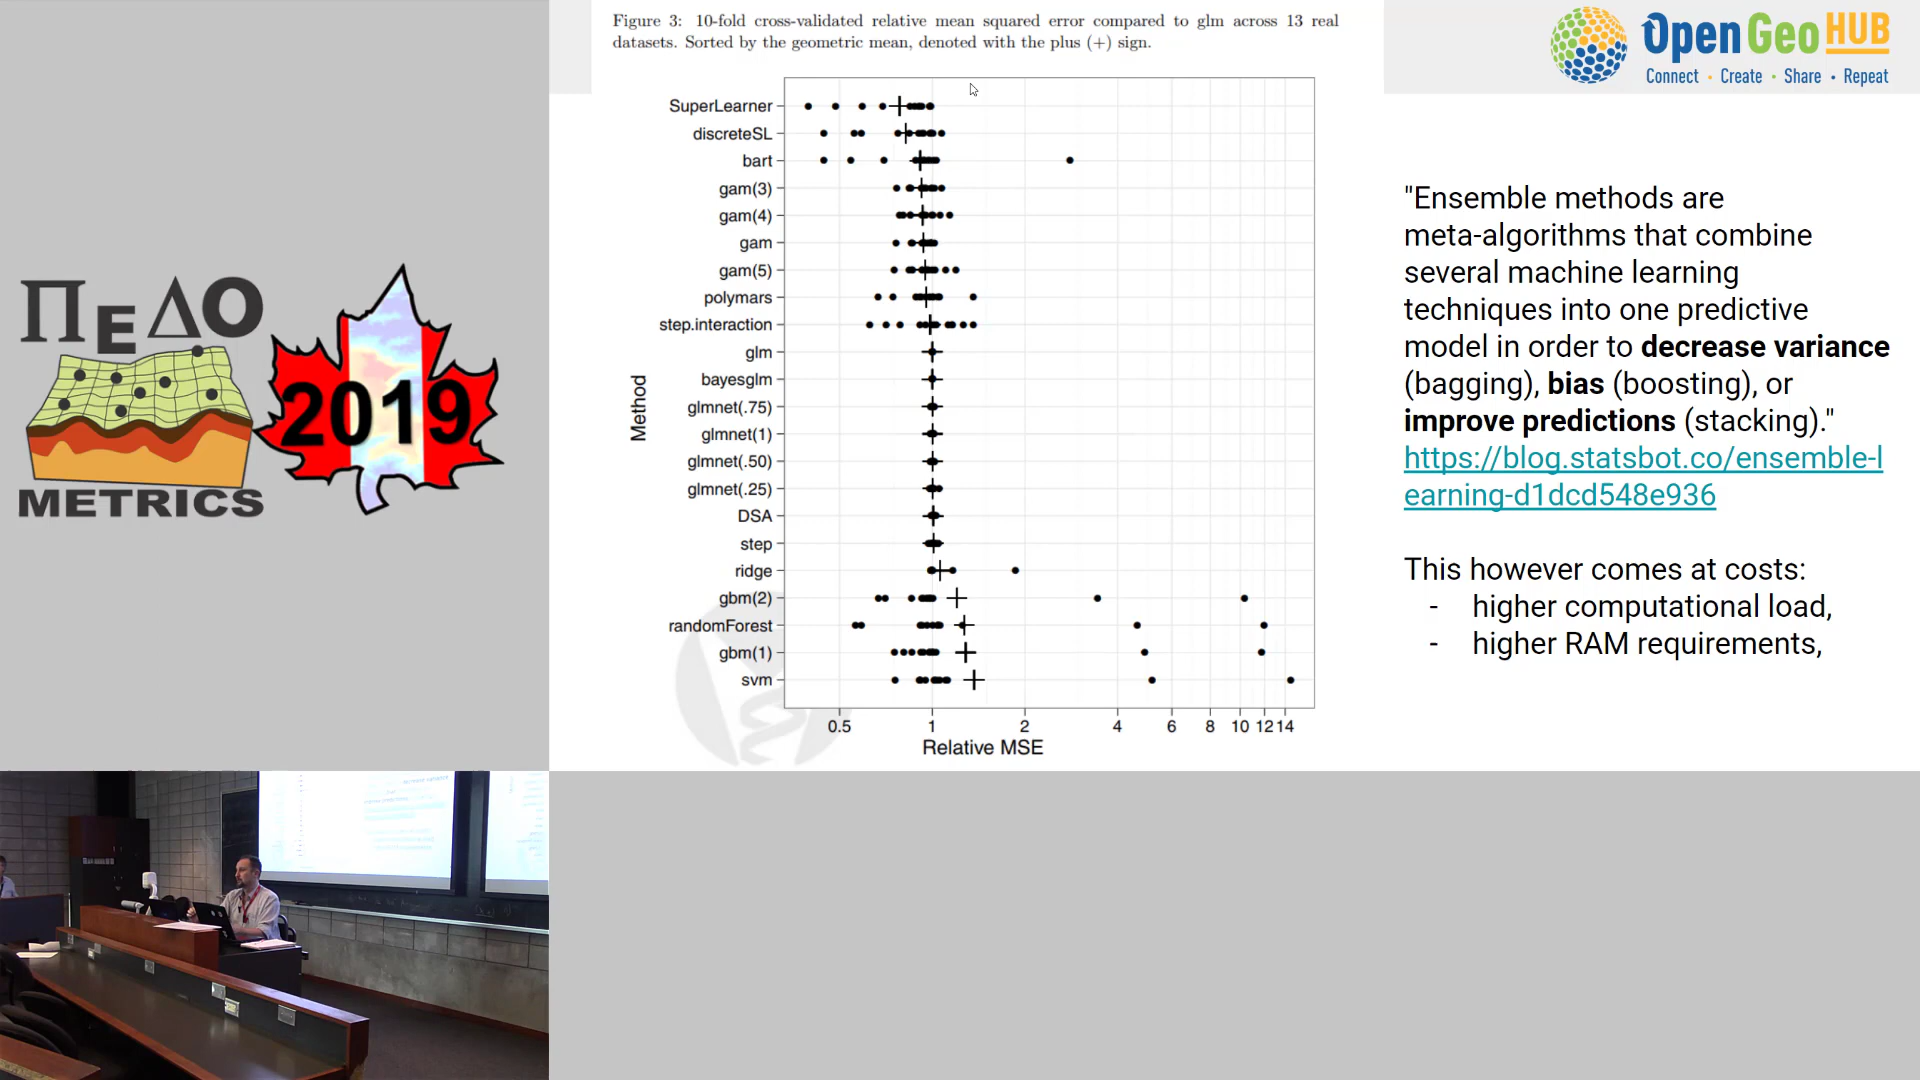 ΠΕΔΟ
METRICS
2019
Figure 3: 10-fold cross-validated relative mean squared error compared to glm across 13 real
datasets. Sorted by the geometric mean, denoted with the plus (+) sign.
Method
SuperLearner
discreteSL
bart
gam(3)
gam(4)
gam
gam(5)
polymars
step.interaction
glm
bayesglm
glmnet(.75)
glmnet(1)
glmnet(.50)
glmnet(.25)
DSA
step
ridge
gbm(2)
randomForest
gbm(1)
svm
0.5 1 2 4 6 8 10 12 14
Relative MSE
OpenGeoHUB
Connect • Create • Share • Repeat
"Ensemble methods are
meta-algorithms that combine
several machine learning
techniques into one predictive
model in order to decrease variance
(bagging), bias (boosting), or
improve predictions (stacking)."
https://blog.statsbot.co/ensemble-l
earning-d1dcd548e936
This however comes at costs:
- higher computational load,
- higher RAM requirements,